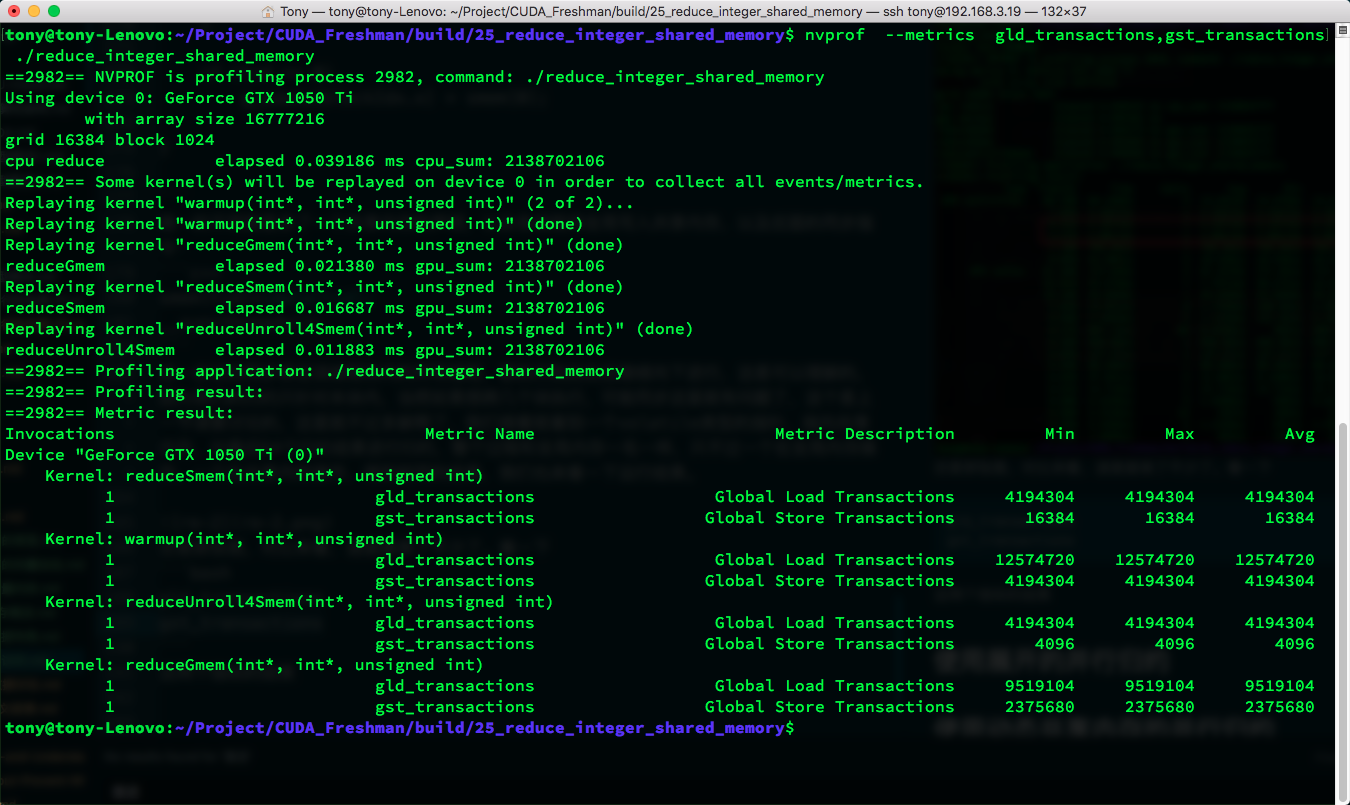 Tony — tony@tony-Lenovo: ~/Project/CUDA_Freshman/build/25_reduce_integer_shared_memory — ssh tony@192.168.3.19 — 132×37
tony@tony-Lenovo:~/Project/CUDA_Freshman/build/25_reduce_integer_shared_memory$ nvprof  --metrics  gld_transactions,gst_transactions
 ./reduce_integer_shared_memory
==2982== NVPROF is profiling process 2982, command: ./reduce_integer_shared_memory
Using device 0: GeForce GTX 1050 Ti
        with array size 16777216
grid 16384 block 1024
cpu reduce           elapsed 0.039186 ms cpu_sum: 2138702106
==2982== Some kernel(s) will be replayed on device 0 in order to collect all events/metrics.
Replaying kernel "warmup(int*, int*, unsigned int)" (2 of 2)...
Replaying kernel "warmup(int*, int*, unsigned int)" (done)
Replaying kernel "reduceGmem(int*, int*, unsigned int)" (done)
reduceGmem           elapsed 0.021380 ms gpu_sum: 2138702106
Replaying kernel "reduceSmem(int*, int*, unsigned int)" (done)
reduceSmem           elapsed 0.016687 ms gpu_sum: 2138702106
Replaying kernel "reduceUnroll4Smem(int*, int*, unsigned int)" (done)
reduceUnroll4Smem    elapsed 0.011883 ms gpu_sum: 2138702106
==2982== Profiling application: ./reduce_integer_shared_memory
==2982== Profiling result:
==2982== Metric result:
Invocations                               Metric Name                        Metric Description         Min         Max         Avg
Device "GeForce GTX 1050 Ti (0)"
    Kernel: reduceSmem(int*, int*, unsigned int)
          1                          gld_transactions                  Global Load Transactions     4194304     4194304     4194304
          1                          gst_transactions                 Global Store Transactions       16384       16384       16384
    Kernel: warmup(int*, int*, unsigned int)
          1                          gld_transactions                  Global Load Transactions    12574720    12574720    12574720
          1                          gst_transactions                 Global Store Transactions     4194304     4194304     4194304
    Kernel: reduceUnroll4Smem(int*, int*, unsigned int)
          1                          gld_transactions                  Global Load Transactions     4194304     4194304     4194304
          1                          gst_transactions                 Global Store Transactions        4096        4096        4096
    Kernel: reduceGmem(int*, int*, unsigned int)
          1                          gld_transactions                  Global Load Transactions     9519104     9519104     9519104
          1                          gst_transactions                 Global Store Transactions     2375680     2375680     2375680
tony@tony-Lenovo:~/Project/CUDA_Freshman/build/25_reduce_integer_shared_memory$